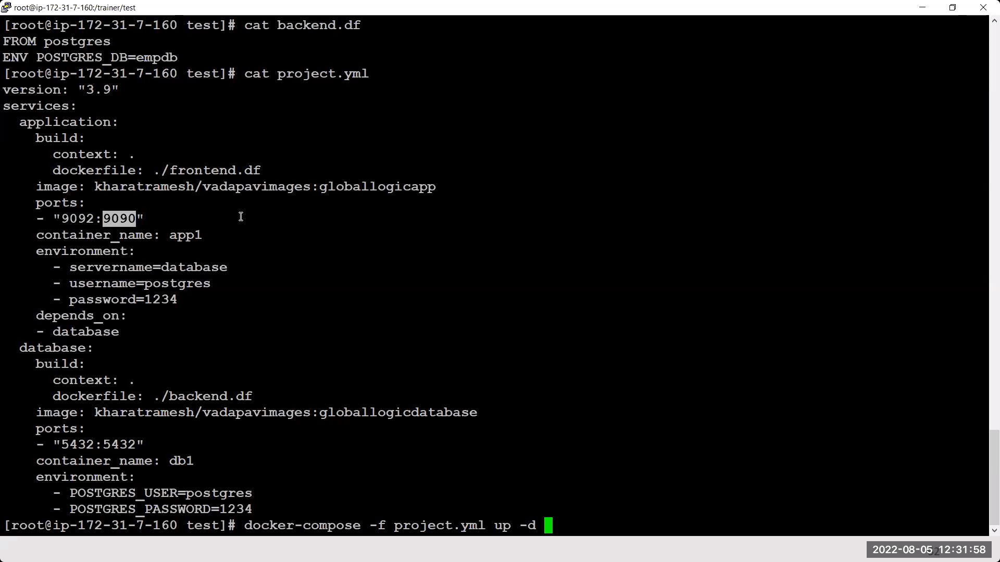 root@ip-172-31-7-160:/trainer/test
[root@ip-172-31-7-160 test]# cat backend.df
FROM postgres
ENV POSTGRES_DB=empdb
[root@ip-172-31-7-160 test]# cat project.yml
version: "3.9"
services:
  application:
    build:
      context: .
      dockerfile: ./frontend.df
    image: kharatramesh/vadapavimages:globallogicapp
    ports:
    - "9092:9090"
    container_name: app1
    environment:
      - servername=database
      - username=postgres
      - password=1234
    depends_on:
    - database
  database:
    build:
      context: .
      dockerfile: ./backend.df
    image: kharatramesh/vadapavimages:globallogicdatabase
    ports:
    - "5432:5432"
    container_name: db1
    environment:
      - POSTGRES_USER=postgres
      - POSTGRES_PASSWORD=1234
[root@ip-172-31-7-160 test]# docker-compose -f project.yml up -d
2022-08-05 12:31:58